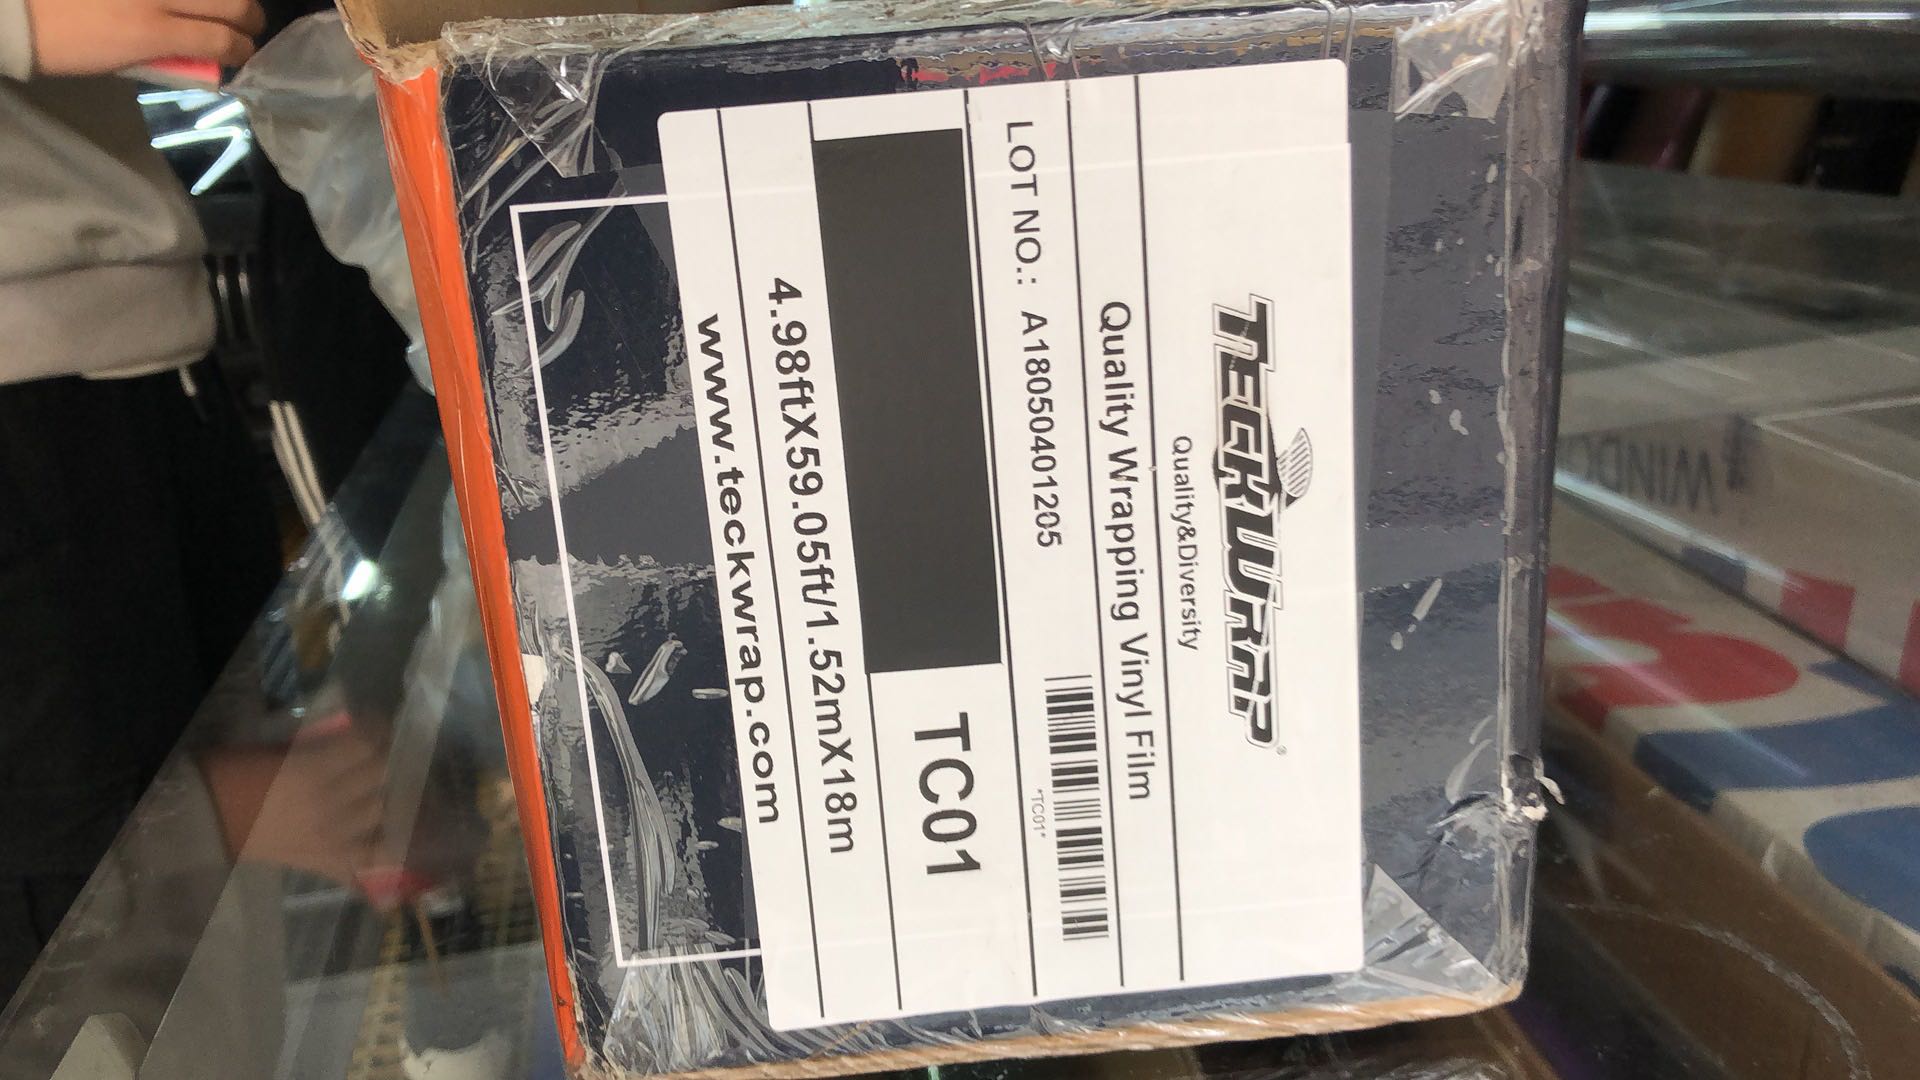 TECKWRAP®
Quality&Diversity
Quality Wrapping Vinyl Film
LOT NO.: A18050401205
*TC01*
TC01
4.98ftX59.05ft/1.52mX18m
www.teckwrap.com
#WINDO